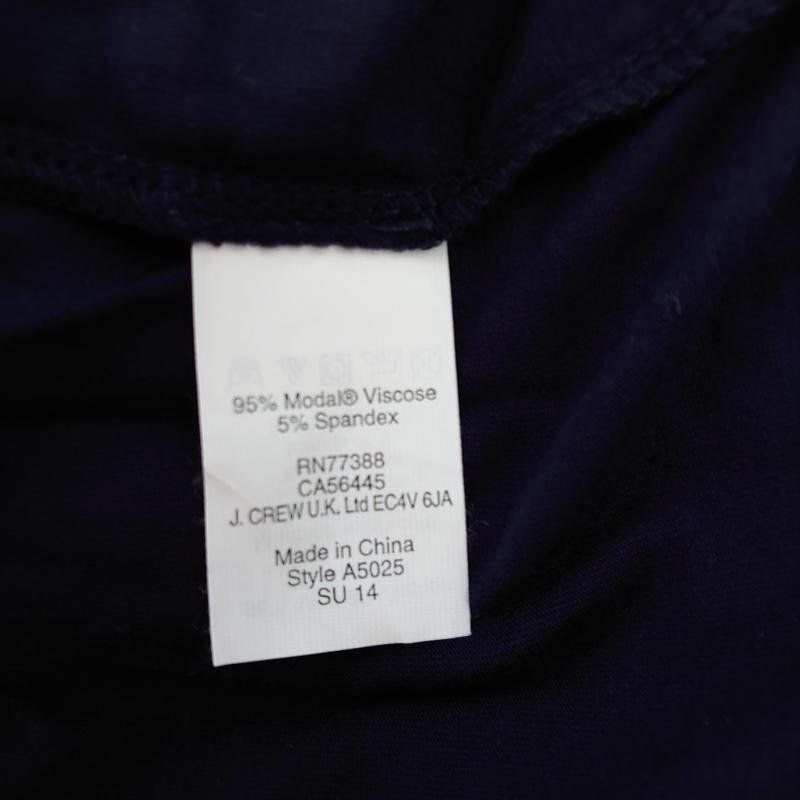 95% Modal® Viscose
5% Spandex
RN77388
CA56445
J. CREW U.K. Ltd EC4V 6JA
Made in China
Style A5025
SU 14